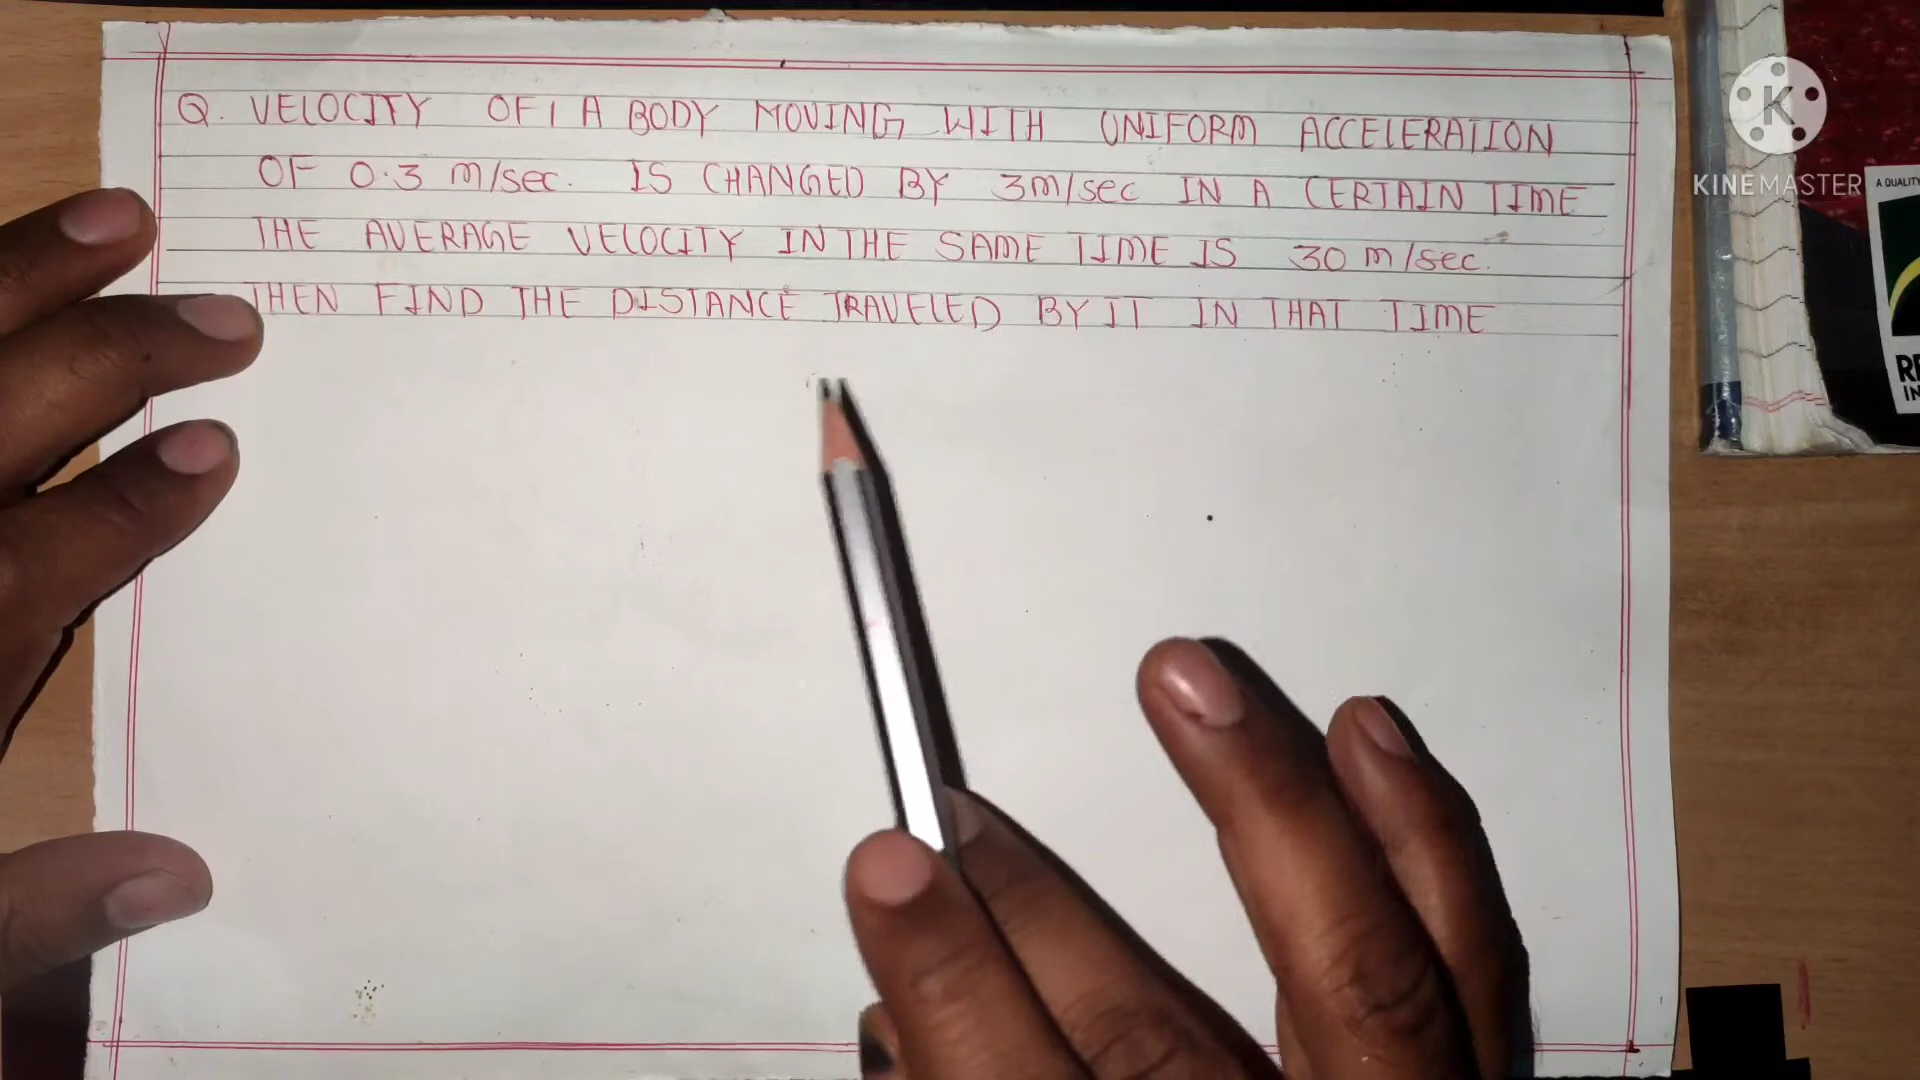 Q. VELOCITY OF A BODY MOVING WITH UNIFORM ACCELERATION
OF 0.3 m/sec. IS CHANGED BY 3m/sec IN A CERTAIN TIME
THE AVERAGE VELOCITY IN THE SAME TIME IS 30 m/sec.
THEN FIND THE DISTANCE TRAVELED BY IT IN THAT TIME
K
KINEMASTER
A QUALITY